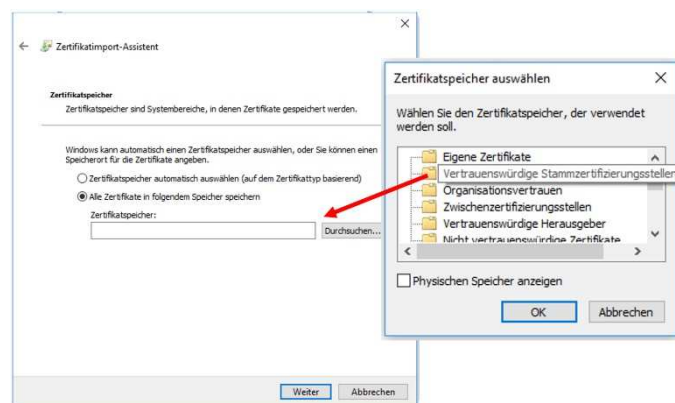 Zertifikatimport-Assistent
Zertifikatspeicher
Zertifikatspeicher sind Systembereiche, in denen Zertifikate gespeichert werden.
Windows kann automatisch einen Zertifikatspeicher auswählen, oder Sie können einen
Speicherort für die Zertifikate angeben.
Zertifikatspeicher automatisch auswählen (auf dem Zertifikattyp basierend)
Alle Zertifikate in folgendem Speicher speichern
Zertifikatspeicher:
Durchsuchen...
Weiter
Abbrechen
Zertifikatspeicher auswählen
Wählen Sie den Zertifikatspeicher, der verwendet
werden soll.
Eigene Zertifikate
Vertrauenswürdige Stammzertifizierungsstellen
Organisationsvertrauen
Zwischenzertifizierungsstellen
Vertrauenswürdige Herausgeber
Nicht vertrauenswürdige Zertifikate
Physischen Speicher anzeigen
OK
Abbrechen